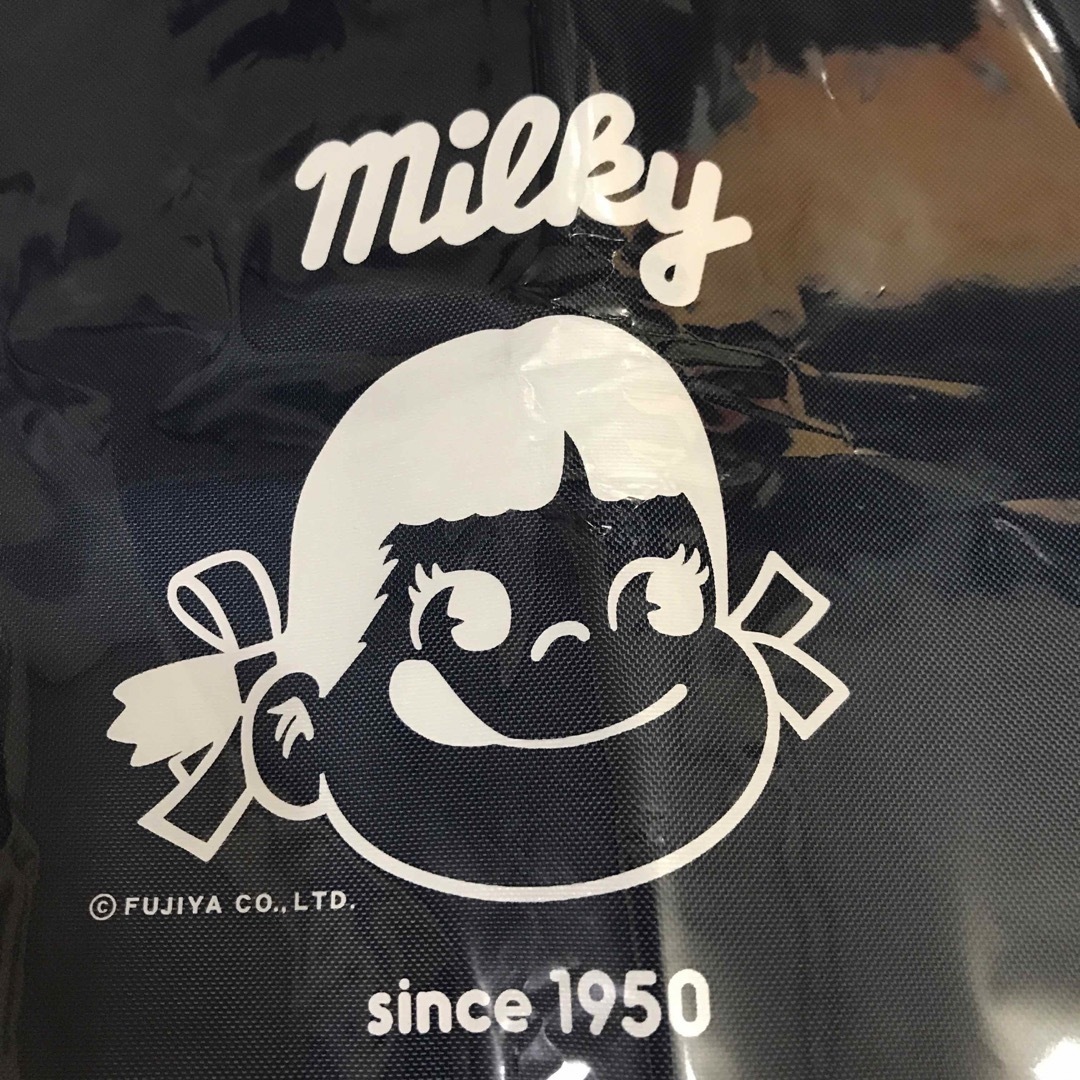 milky
© FUJIYA CO., LTD.
since 1950